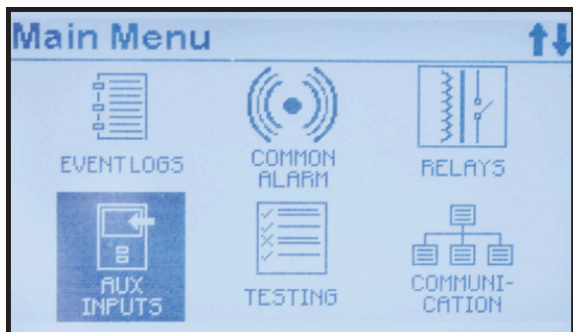 Main Menu
EVENT LOGS
COMMON
ALARM
RELAYS
AUX
INPUTS
TESTING
COMMUNI-
CATION